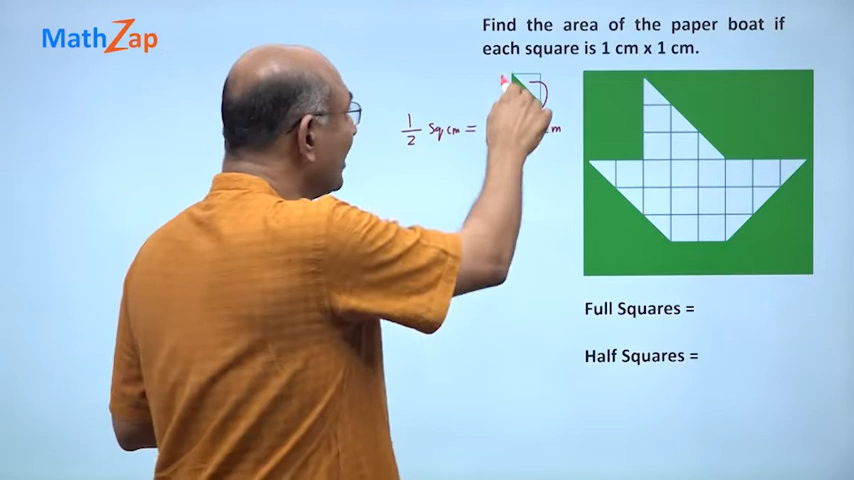 MathZap
Find the area of the paper boat if
each square is 1 cm x 1 cm.
1/2 Sq cm =
Full Squares =
Half Squares =